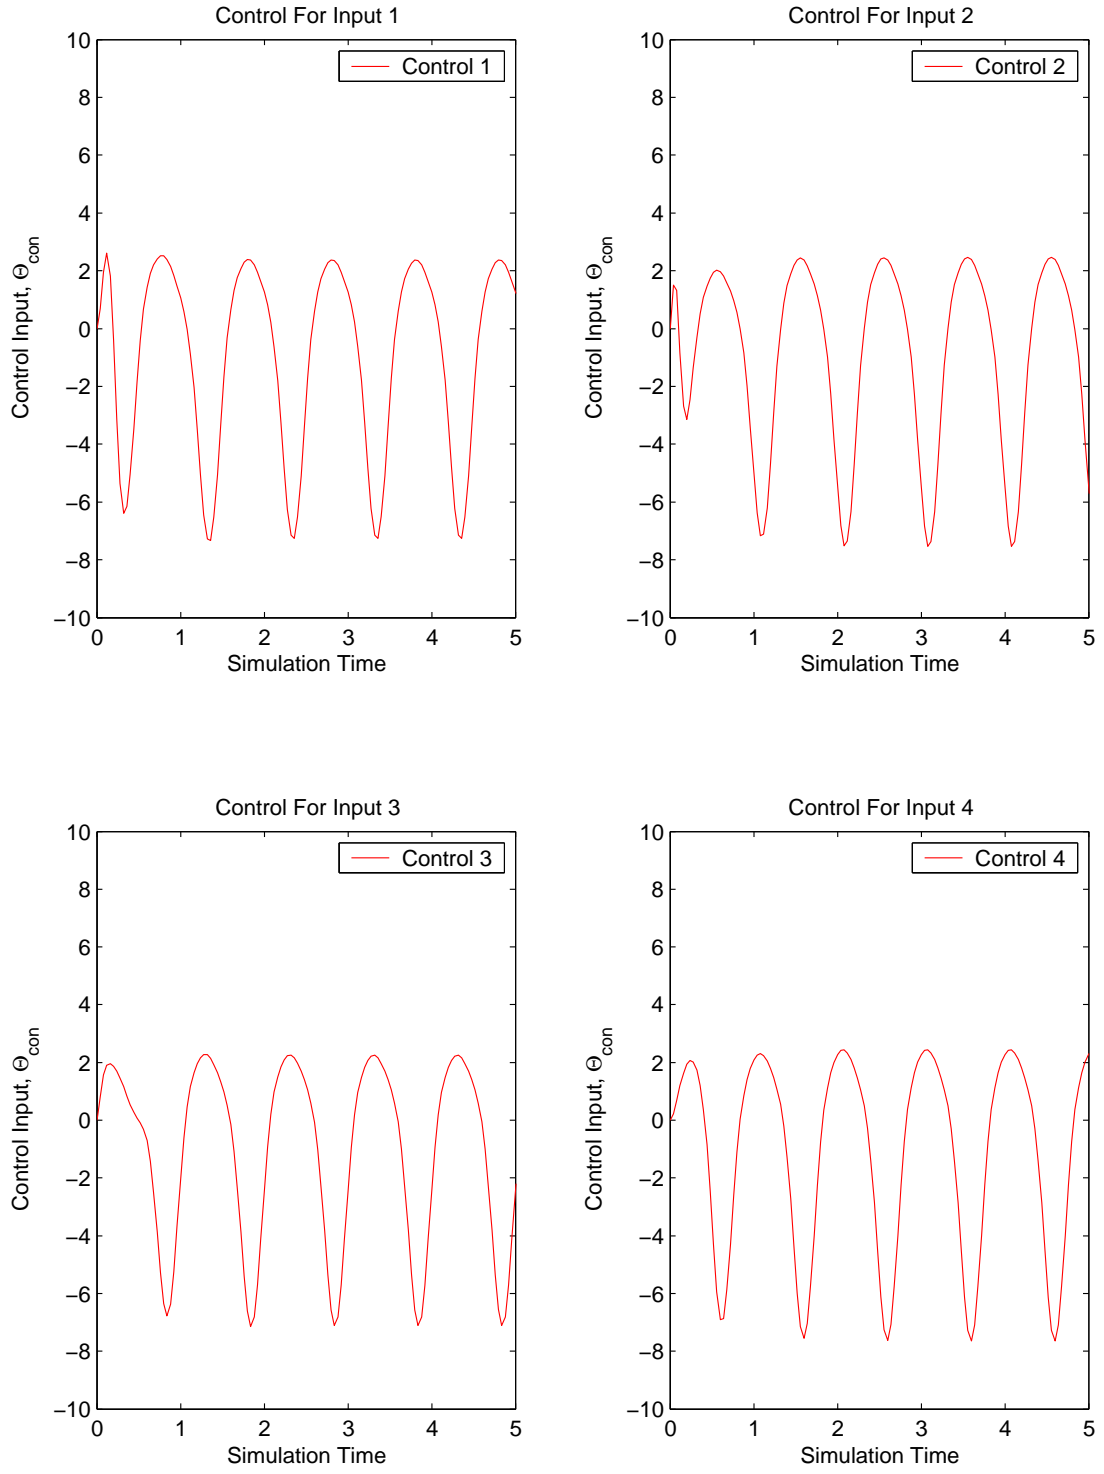 Control For Input 1
10
8
6
4
2
0
−2
−4
−6
−8
−10
0 1 2 3 4 5
Control Input, Θcon
Simulation Time
Control 1
Control For Input 2
10
8
6
4
2
0
−2
−4
−6
−8
−10
0 1 2 3 4 5
Control Input, Θcon
Simulation Time
Control 2
Control For Input 3
10
8
6
4
2
0
−2
−4
−6
−8
−10
0 1 2 3 4 5
Control Input, Θcon
Simulation Time
Control 3
Control For Input 4
10
8
6
4
2
0
−2
−4
−6
−8
−10
0 1 2 3 4 5
Control Input, Θcon
Simulation Time
Control 4